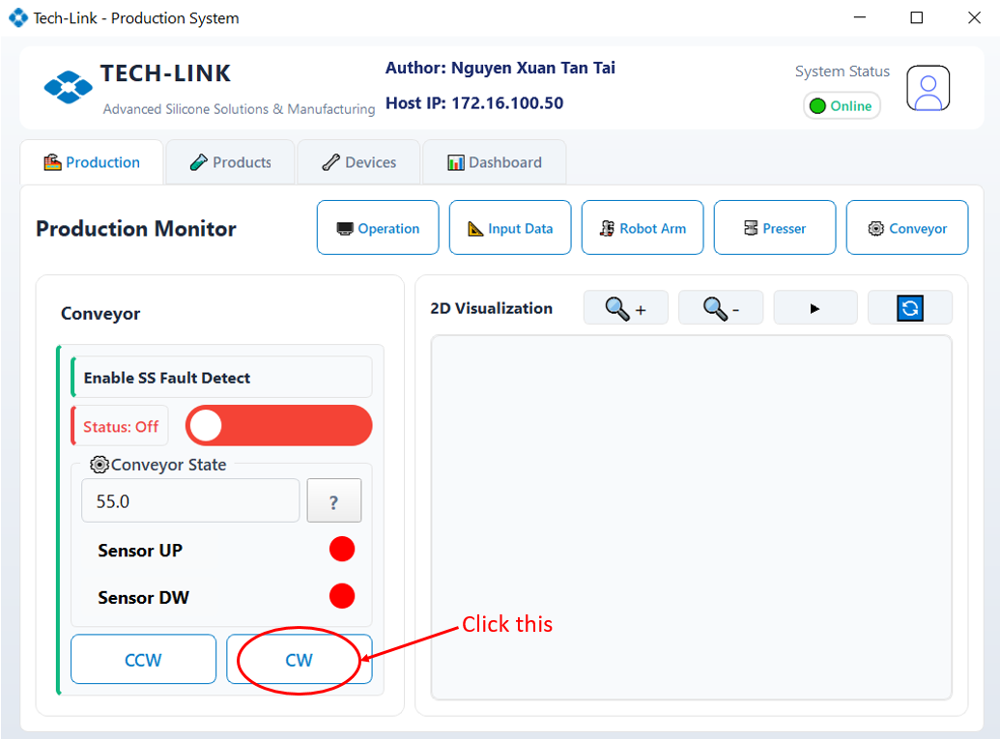 Tech-Link - Production System
TECH-LINK
Advanced Silicone Solutions & Manufacturing
Author: Nguyen Xuan Tan Tai
Host IP: 172.16.100.50
System Status
Online
Production
Products
Devices
Dashboard
Production Monitor
Operation
Input Data
Robot Arm
Presser
Conveyor
Conveyor
Enable SS Fault Detect
Status: Off
Conveyor State
55.0
?
Sensor UP
Sensor DW
CCW
CW
2D Visualization
+
-
Click this